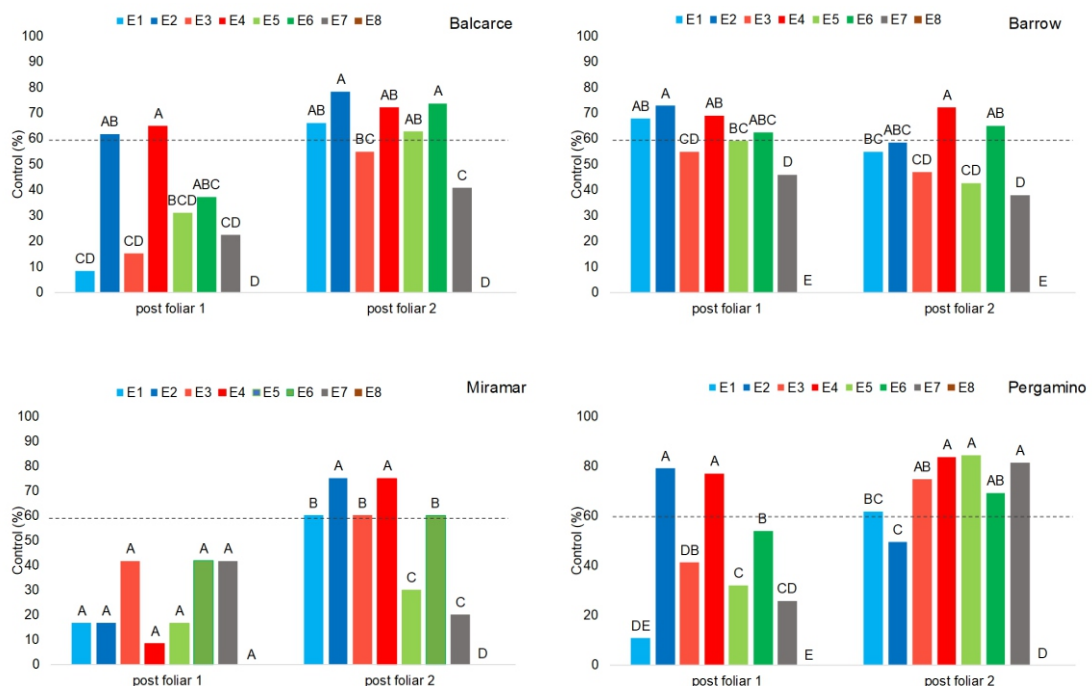 E1 E2 E3 E4 E5 E6 E7 E8
Balcarce
100
90
80
70
60
50
40
30
20
10
0
Control (%)
CD AB CD A BCD ABC CD D
AB A BC AB AB A C D
post foliar 1 post foliar 2
E1 E2 E3 E4 E5 E6 E7 E8
Barrow
100
90
80
70
60
50
40
30
20
10
0
Control (%)
AB A CD AB BC ABC D E
BC ABC CD A CD AB D E
post foliar 1 post foliar 2
E1 E2 E3 E4 E5 E6 E7 E8
Miramar
100
90
80
70
60
50
40
30
20
10
0
Control (%)
A A A A A A A A
B A B A C B C D
post foliar 1 post foliar 2
E1 E2 E3 E4 E5 E6 E7 E8
Pergamino
100
80
60
40
20
0
Control (%)
DE A DB A C B CD E
BC C AB A A AB A D
post foliar 1 post foliar 2